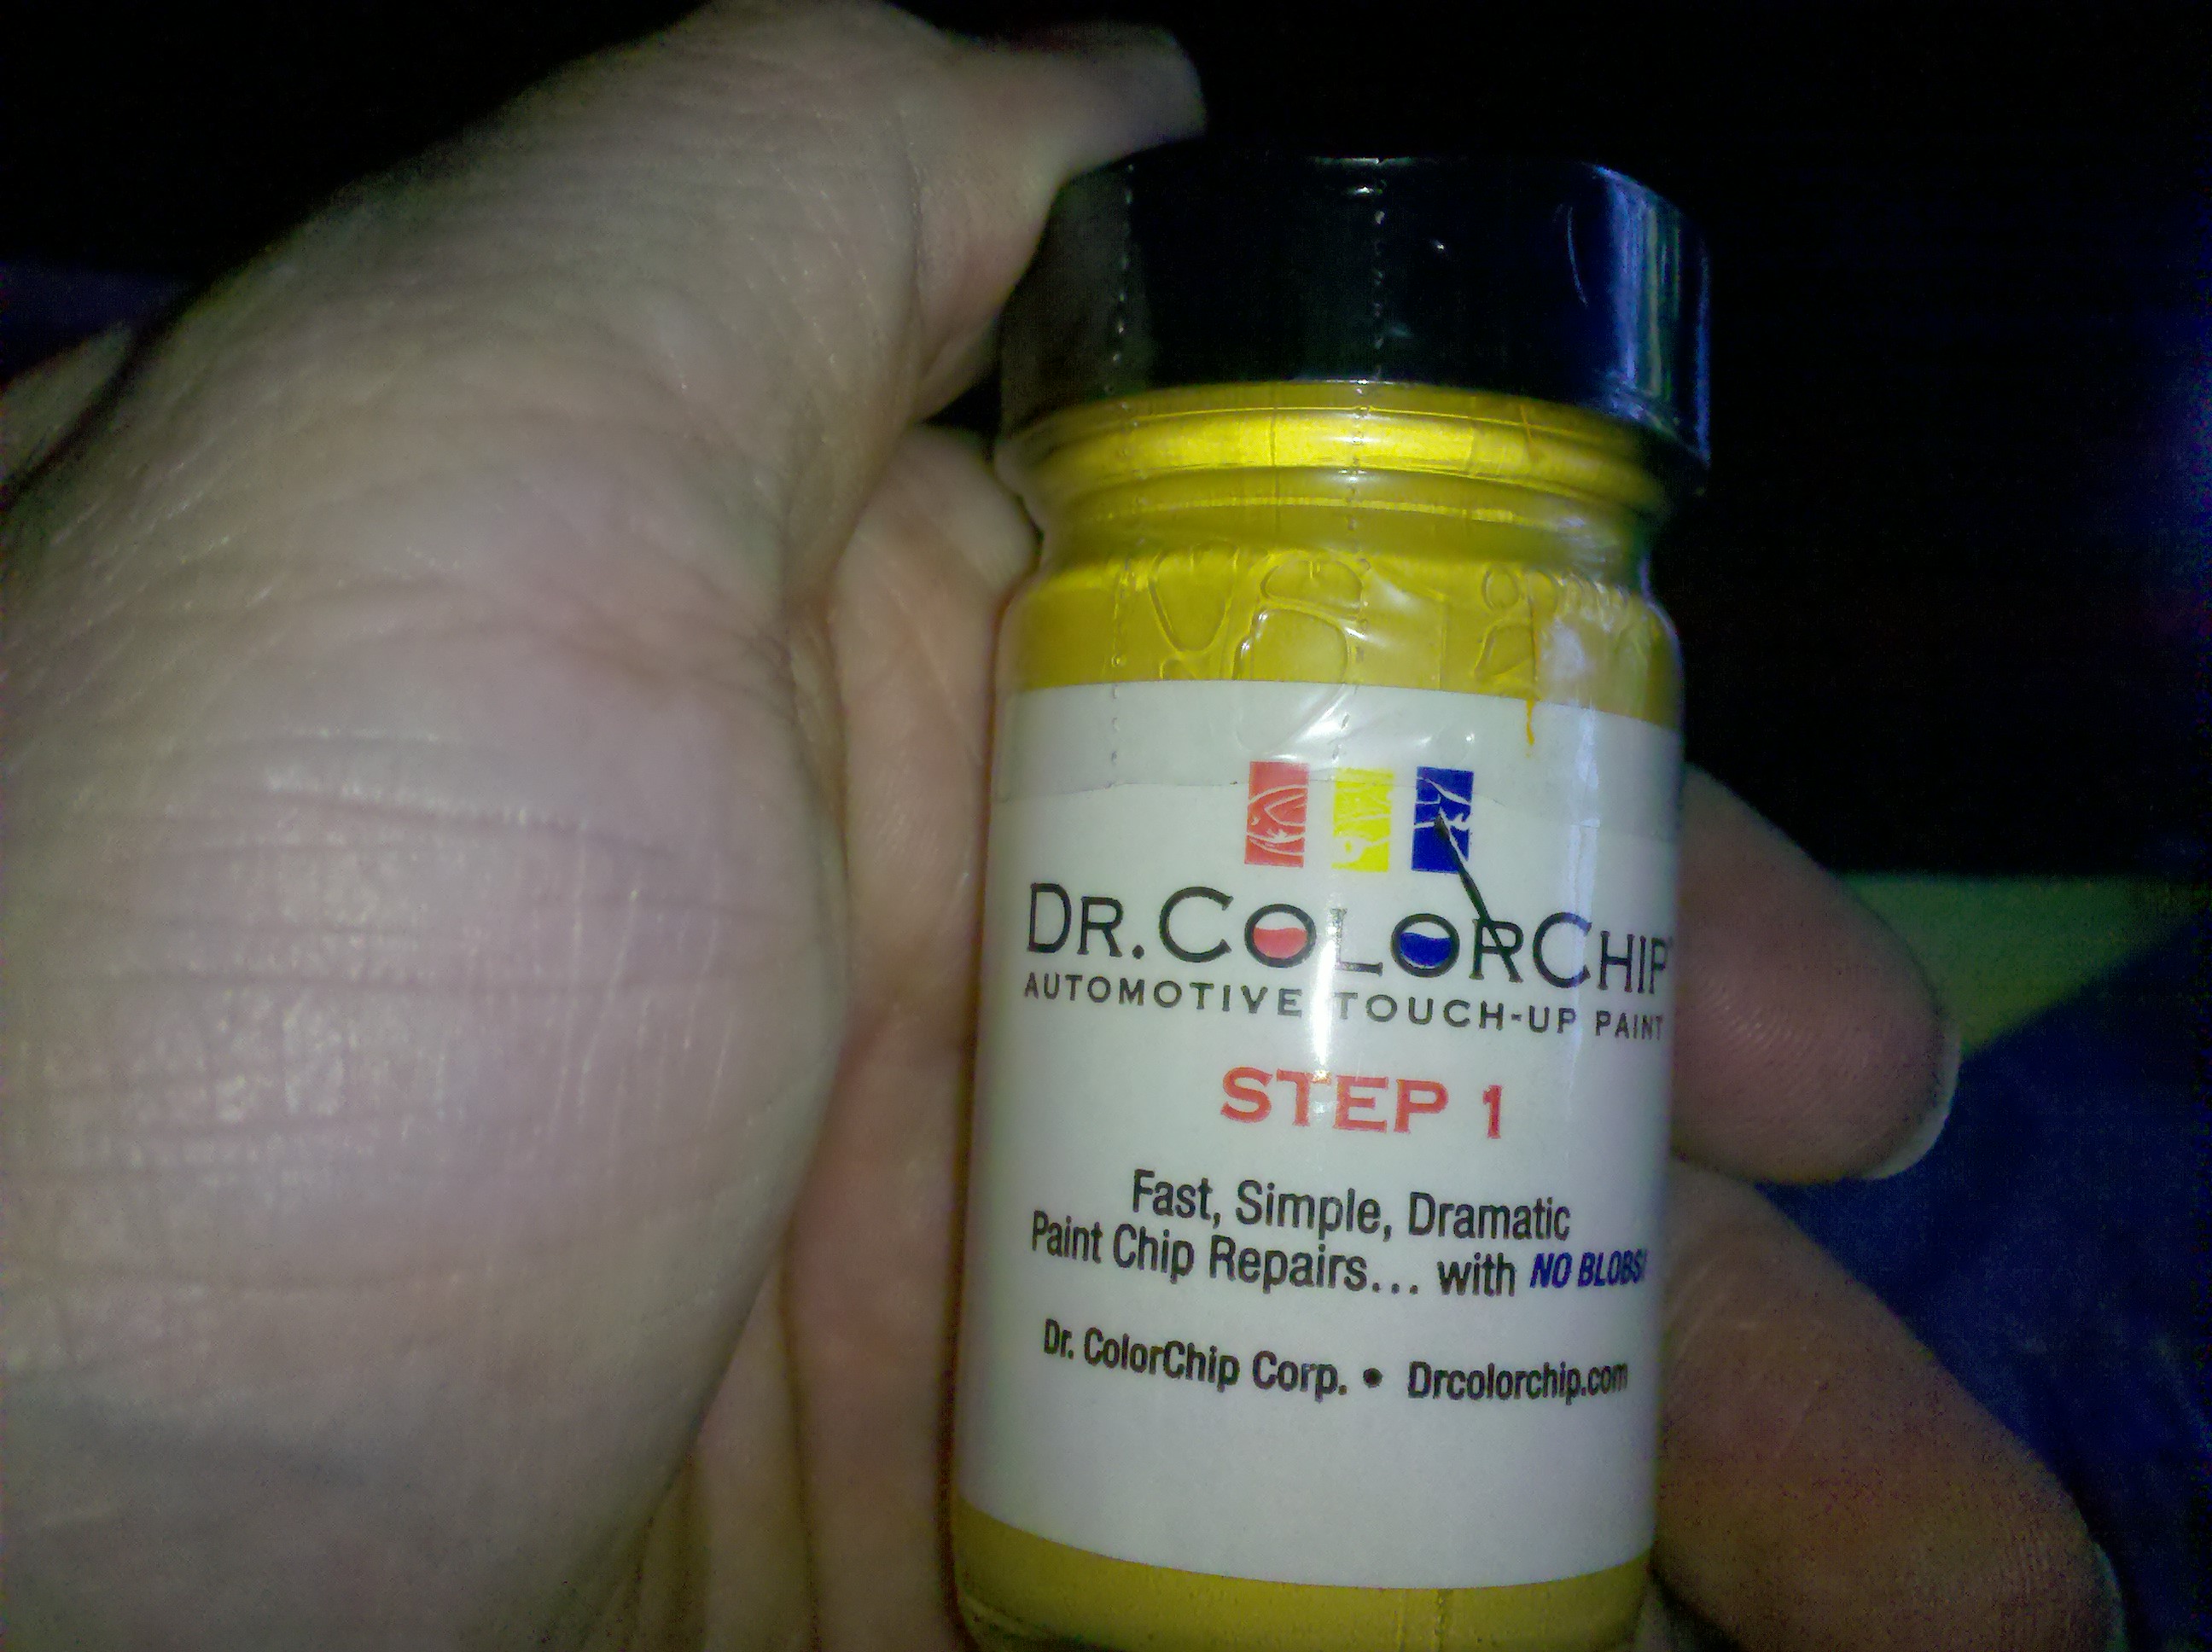 DR. COLORCHIP
AUTOMOTIVE TOUCH-UP PAINT
STEP 1
Fast, Simple, Dramatic
Paint Chip Repairs... with NO BLOBS!
Dr. ColorChip Corp. • Drcolorchip.com